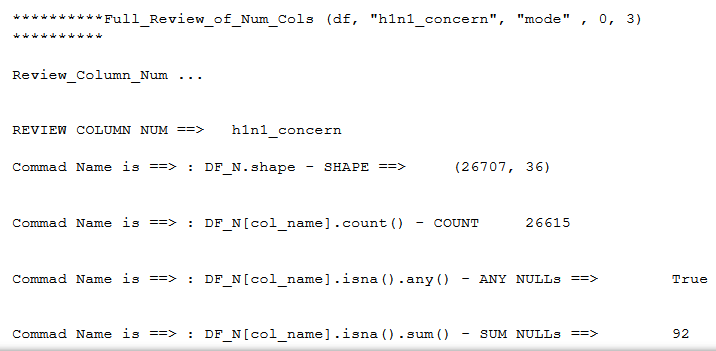 **********Full_Review_of_Num_Cols (df, "h1n1_concern", "mode" , 0, 3)
**********
Review_Column_Num ...
REVIEW COLUMN NUM ==> h1n1_concern
Commad Name is ==> : DF_N.shape - SHAPE ==> (26707, 36)
Commad Name is ==> : DF_N[col_name].count() - COUNT 26615
Commad Name is ==> : DF_N[col_name].isna().any() - ANY NULLs ==> True
Commad Name is ==> : DF_N[col_name].isna().sum() - SUM NULLs ==> 92